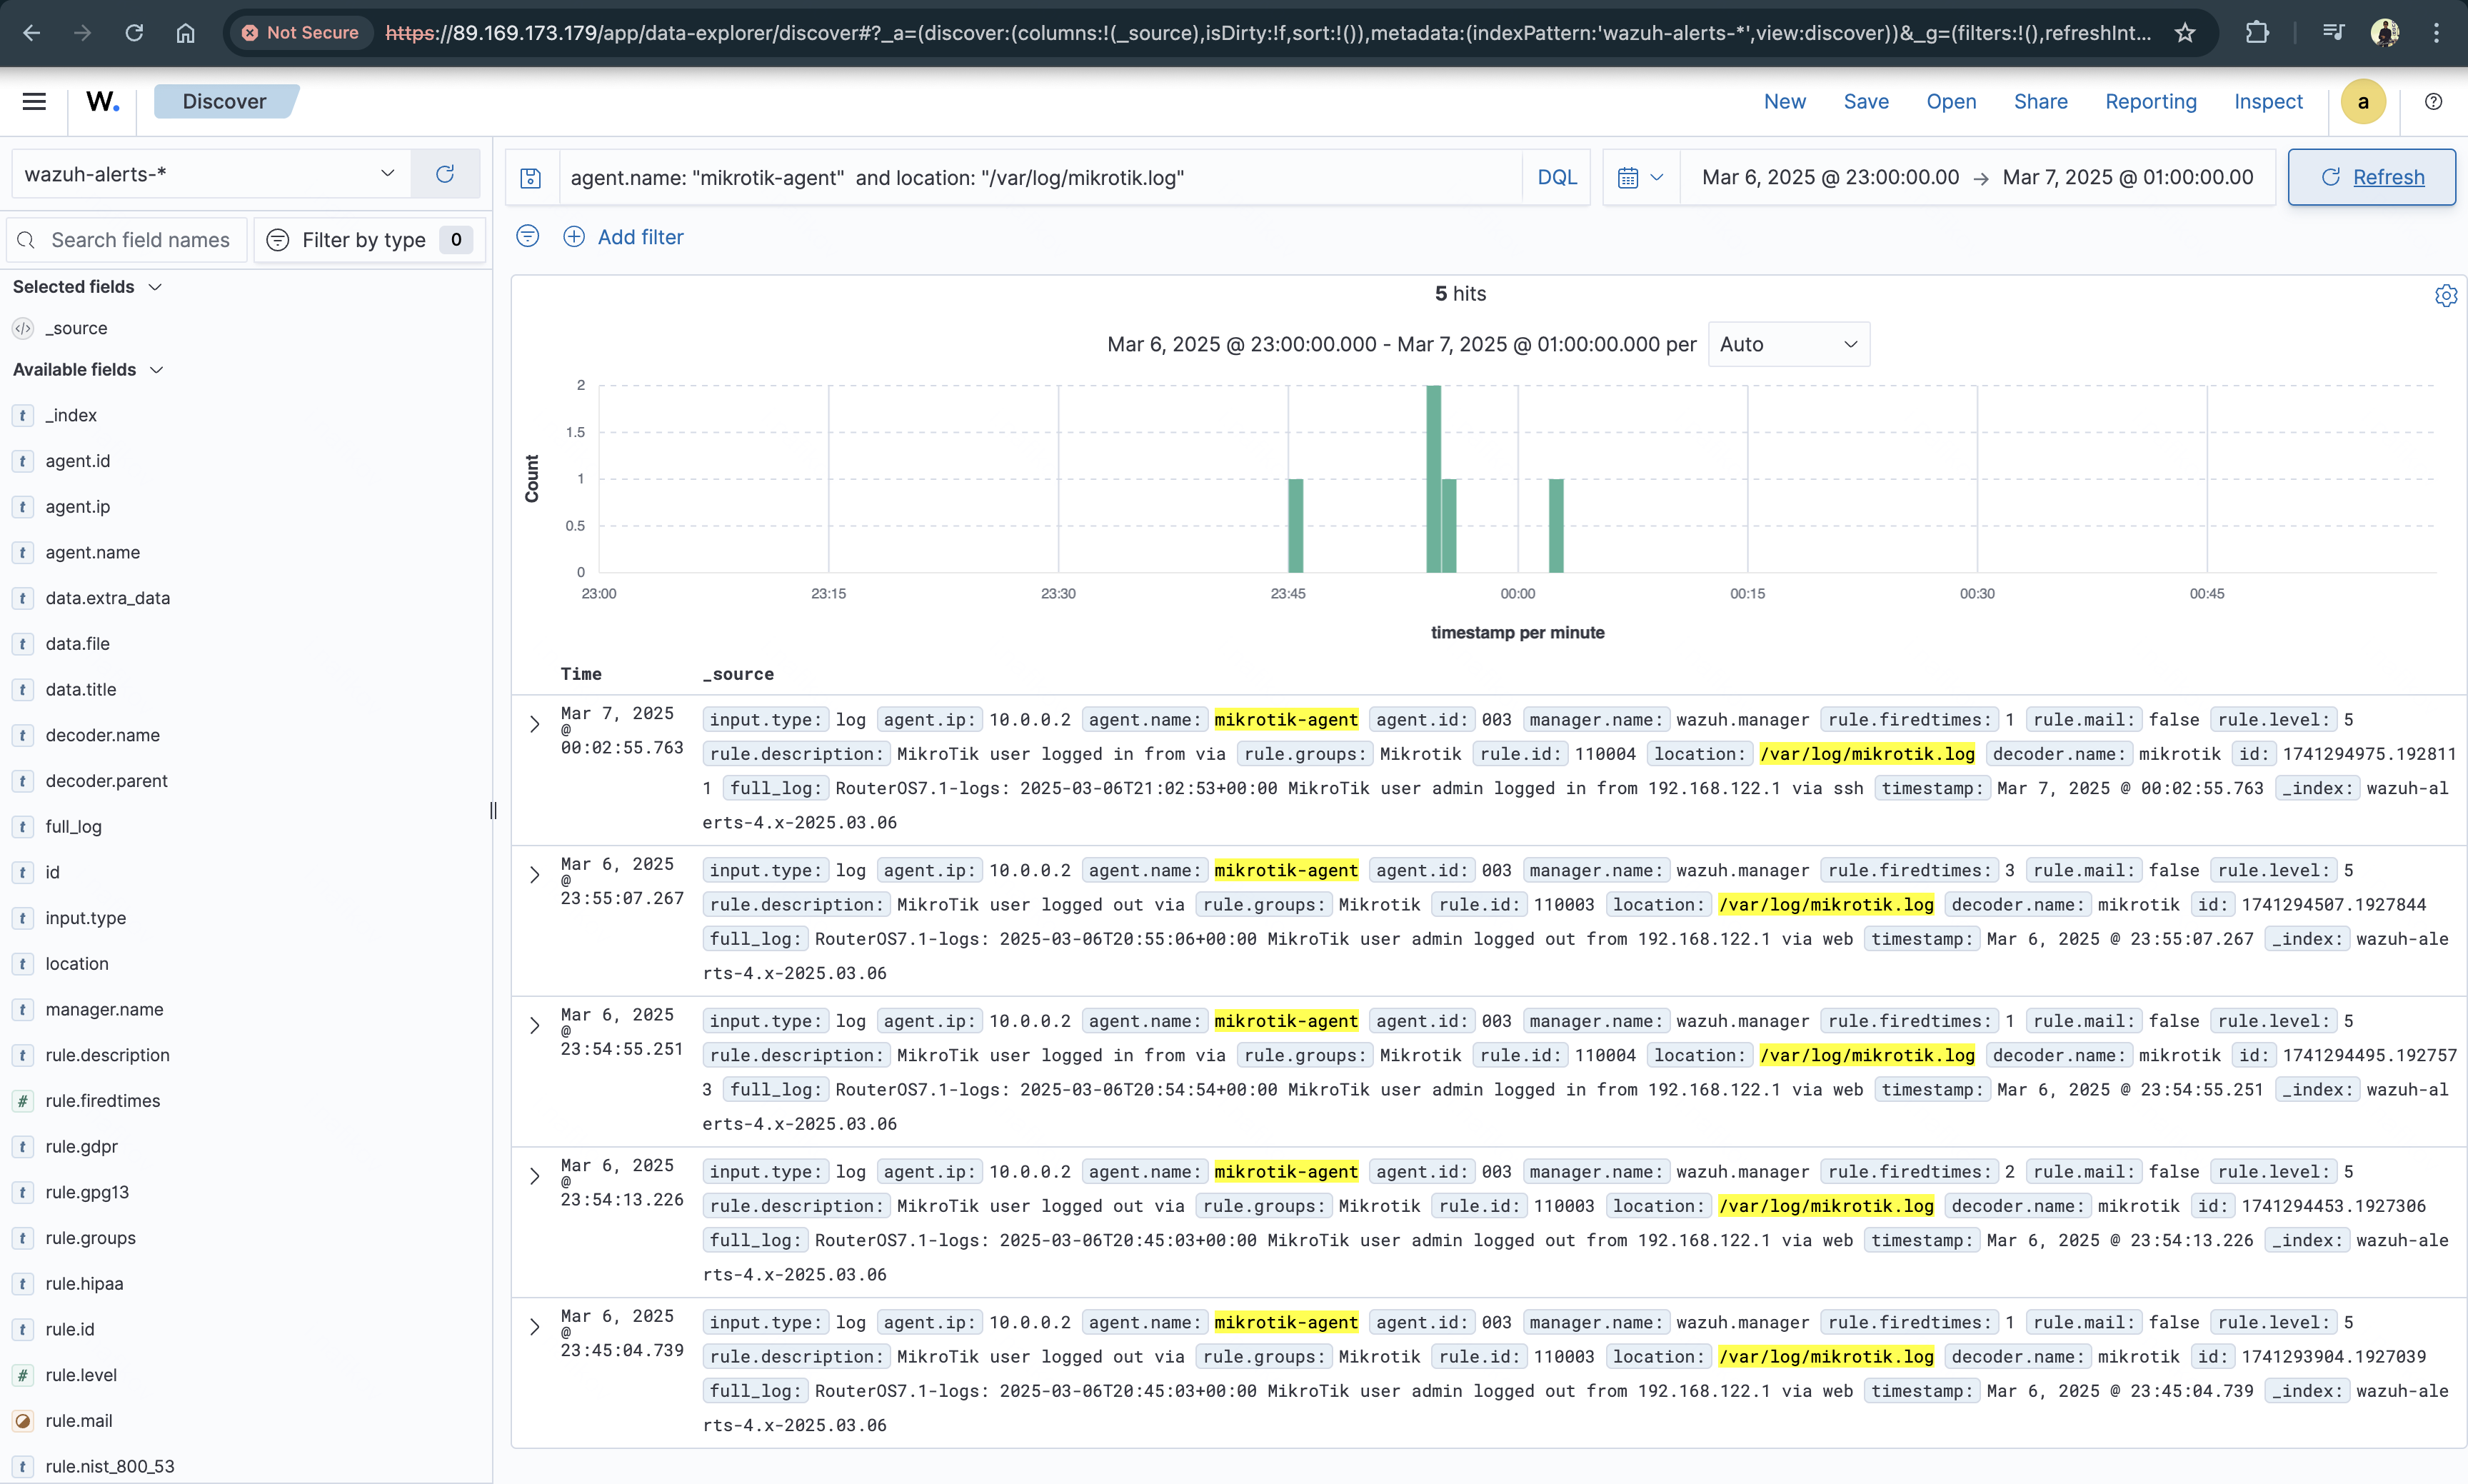 Not Secure https://89.169.173.179/app/data-explorer/discover#?_a=(discover:(columns:!(_source),isDirty:!f,sort:!()),metadata:(indexPattern:'wazuh-alerts-*',view:discover))&_g=(filters:!(),refreshInt...
W. Discover New Save Open Share Reporting Inspect a
wazuh-alerts-*
agent.name: "mikrotik-agent" and location: "/var/log/mikrotik.log" DQL Mar 6, 2025 @ 23:00:00.00 → Mar 7, 2025 @ 01:00:00.00 Refresh
Search field names Filter by type 0
Add filter
Selected fields
_source
Available fields
t _index
t agent.id
t agent.ip
t agent.name
t data.extra_data
t data.file
t data.title
t decoder.name
t decoder.parent
t full_log
t id
t input.type
t location
t manager.name
t rule.description
# rule.firedtimes
t rule.gdpr
t rule.gpg13
t rule.groups
t rule.hipaa
t rule.id
# rule.level
rule.mail
t rule.nist_800_53
5 hits
Mar 6, 2025 @ 23:00:00.000 - Mar 7, 2025 @ 01:00:00.000 per Auto
Count
2
1.5
1
0.5
0
23:00 23:15 23:30 23:45 00:00 00:15 00:30 00:45
timestamp per minute
Time _source
Mar 7, 2025
@
00:02:55.763
input.type: log agent.ip: 10.0.0.2 agent.name: mikrotik-agent agent.id: 003 manager.name: wazuh.manager rule.firedtimes: 1 rule.mail: false rule.level: 5
rule.description: MikroTik user logged in from via rule.groups: Mikrotik rule.id: 110004 location: /var/log/mikrotik.log decoder.name: mikrotik id: 1741294975.192811
1 full_log: RouterOS7.1-logs: 2025-03-06T21:02:53+00:00 MikroTik user admin logged in from 192.168.122.1 via ssh timestamp: Mar 7, 2025 @ 00:02:55.763 _index: wazuh-al
erts-4.x-2025.03.06
Mar 6, 2025
@
23:55:07.267
input.type: log agent.ip: 10.0.0.2 agent.name: mikrotik-agent agent.id: 003 manager.name: wazuh.manager rule.firedtimes: 3 rule.mail: false rule.level: 5
rule.description: MikroTik user logged out via rule.groups: Mikrotik rule.id: 110003 location: /var/log/mikrotik.log decoder.name: mikrotik id: 1741294507.1927844
full_log: RouterOS7.1-logs: 2025-03-06T20:55:06+00:00 MikroTik user admin logged out from 192.168.122.1 via web timestamp: Mar 6, 2025 @ 23:55:07.267 _index: wazuh-ale
rts-4.x-2025.03.06
Mar 6, 2025
@
23:54:55.251
input.type: log agent.ip: 10.0.0.2 agent.name: mikrotik-agent agent.id: 003 manager.name: wazuh.manager rule.firedtimes: 1 rule.mail: false rule.level: 5
rule.description: MikroTik user logged in from via rule.groups: Mikrotik rule.id: 110004 location: /var/log/mikrotik.log decoder.name: mikrotik id: 1741294495.192757
3 full_log: RouterOS7.1-logs: 2025-03-06T20:54:54+00:00 MikroTik user admin logged in from 192.168.122.1 via web timestamp: Mar 6, 2025 @ 23:54:55.251 _index: wazuh-al
erts-4.x-2025.03.06
Mar 6, 2025
@
23:54:13.226
input.type: log agent.ip: 10.0.0.2 agent.name: mikrotik-agent agent.id: 003 manager.name: wazuh.manager rule.firedtimes: 2 rule.mail: false rule.level: 5
rule.description: MikroTik user logged out via rule.groups: Mikrotik rule.id: 110003 location: /var/log/mikrotik.log decoder.name: mikrotik id: 1741294453.1927306
full_log: RouterOS7.1-logs: 2025-03-06T20:45:03+00:00 MikroTik user admin logged out from 192.168.122.1 via web timestamp: Mar 6, 2025 @ 23:54:13.226 _index: wazuh-ale
rts-4.x-2025.03.06
Mar 6, 2025
@
23:45:04.739
input.type: log agent.ip: 10.0.0.2 agent.name: mikrotik-agent agent.id: 003 manager.name: wazuh.manager rule.firedtimes: 1 rule.mail: false rule.level: 5
rule.description: MikroTik user logged out via rule.groups: Mikrotik rule.id: 110003 location: /var/log/mikrotik.log decoder.name: mikrotik id: 1741293904.1927039
full_log: RouterOS7.1-logs: 2025-03-06T20:45:03+00:00 MikroTik user admin logged out from 192.168.122.1 via web timestamp: Mar 6, 2025 @ 23:45:04.739 _index: wazuh-ale
rts-4.x-2025.03.06